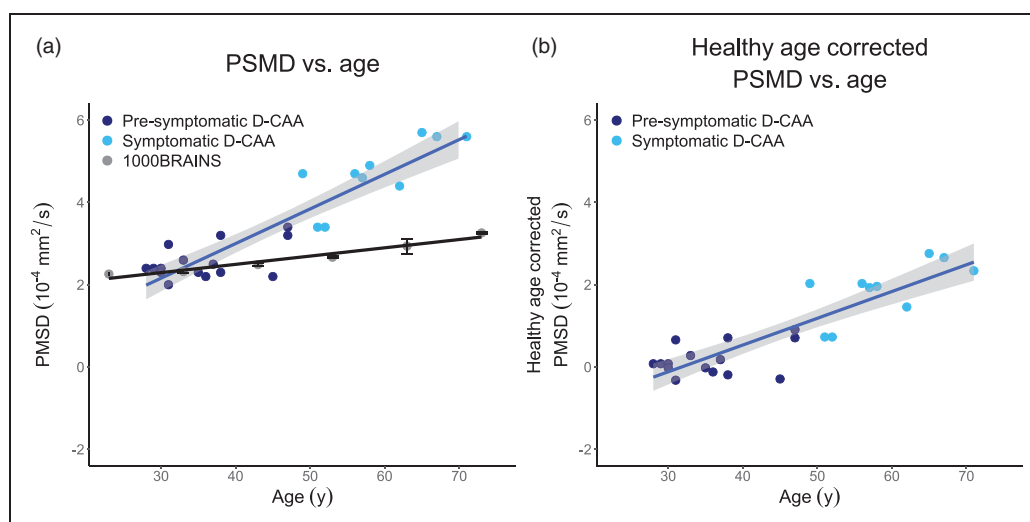 (a)
PSMD vs. age
Pre-symptomatic D-CAA
Symptomatic D-CAA
1000BRAINS
6
4
2
0
-2
PMSD (10⁻⁴ mm²/s)
30
40
50
60
70
Age (y)
(b)
Healthy age corrected
PSMD vs. age
Pre-symptomatic D-CAA
Symptomatic D-CAA
6
4
2
0
-2
Healthy age corrected
PMSD (10⁻⁴ mm²/s)
30
40
50
60
70
Age (y)